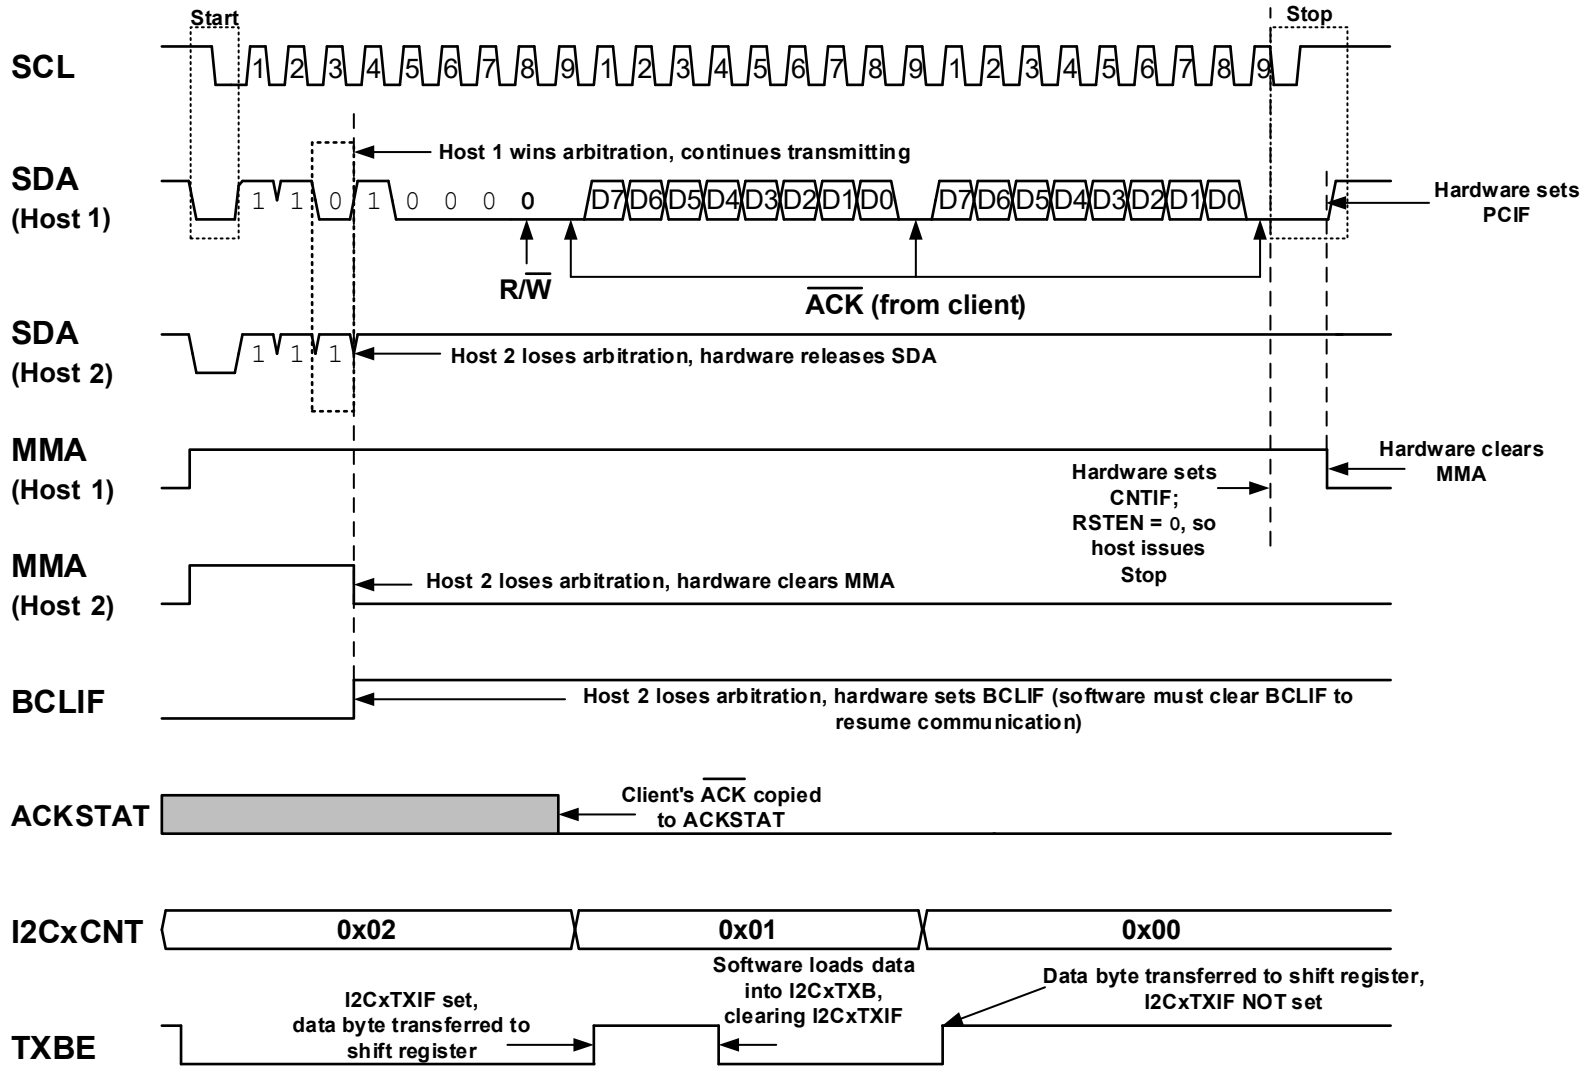 Start
Stop
SCL
1 2 3 4 5 6 7 8 9 1 2 3 4 5 6 7 8 9 1 2 3 4 5 6 7 8 9
Host 1 wins arbitration, continues transmitting
SDA
(Host 1)
1 1 0 1 0 0 0 0 D7 D6 D5 D4 D3 D2 D1 D0 D7 D6 D5 D4 D3 D2 D1 D0
Hardware sets
PCIF
R/W
ACK (from client)
SDA
(Host 2)
1 1 1
Host 2 loses arbitration, hardware releases SDA
MMA
(Host 1)
Hardware sets
CNTIF;
RSTEN = 0, so
host issues
Stop
Hardware clears
MMA
MMA
(Host 2)
Host 2 loses arbitration, hardware clears MMA
BCLIF
Host 2 loses arbitration, hardware sets BCLIF (software must clear BCLIF to
resume communication)
ACKSTAT
Client's ACK copied
to ACKSTAT
I2CxCNT
0x02 0x01 0x00
TXBE
I2CxTXIF set,
data byte transferred to
shift register
Software loads data
into I2CxTXB,
clearing I2CxTXIF
Data byte transferred to shift register,
I2CxTXIF NOT set